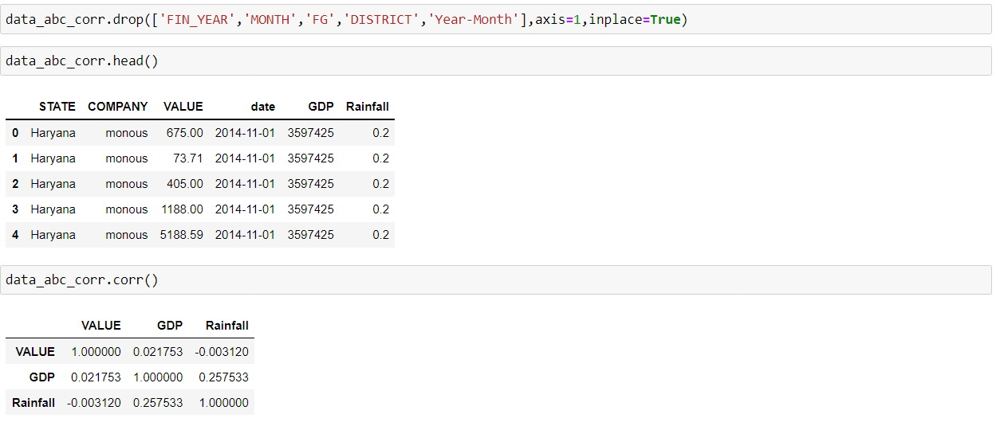 data_abc_corr.drop(['FIN_YEAR','MONTH','FG','DISTRICT','Year-Month'],axis=1,inplace=True)
data_abc_corr.head()
STATE COMPANY VALUE date GDP Rainfall
0 Haryana monous 675.00 2014-11-01 3597425 0.2
1 Haryana monous 73.71 2014-11-01 3597425 0.2
2 Haryana monous 405.00 2014-11-01 3597425 0.2
3 Haryana monous 1188.00 2014-11-01 3597425 0.2
4 Haryana monous 5188.59 2014-11-01 3597425 0.2
data_abc_corr.corr()
VALUE GDP Rainfall
VALUE 1.000000 0.021753 -0.003120
GDP 0.021753 1.000000 0.257533
Rainfall -0.003120 0.257533 1.000000